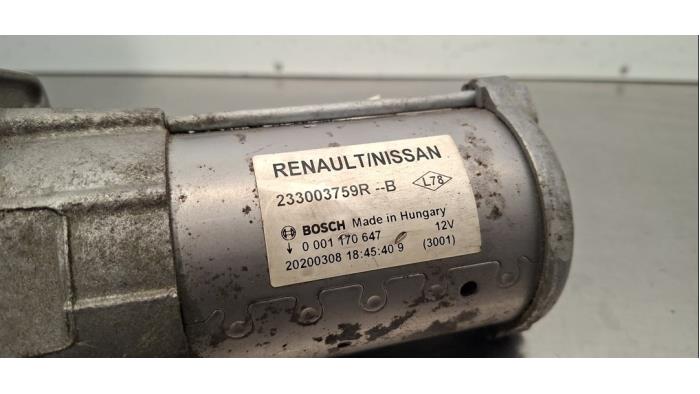 RENAULT/NISSAN
233003759R --B L78
BOSCH Made in Hungary 12V
0 001 170 647 (3001)
20200308 18:45:40 9